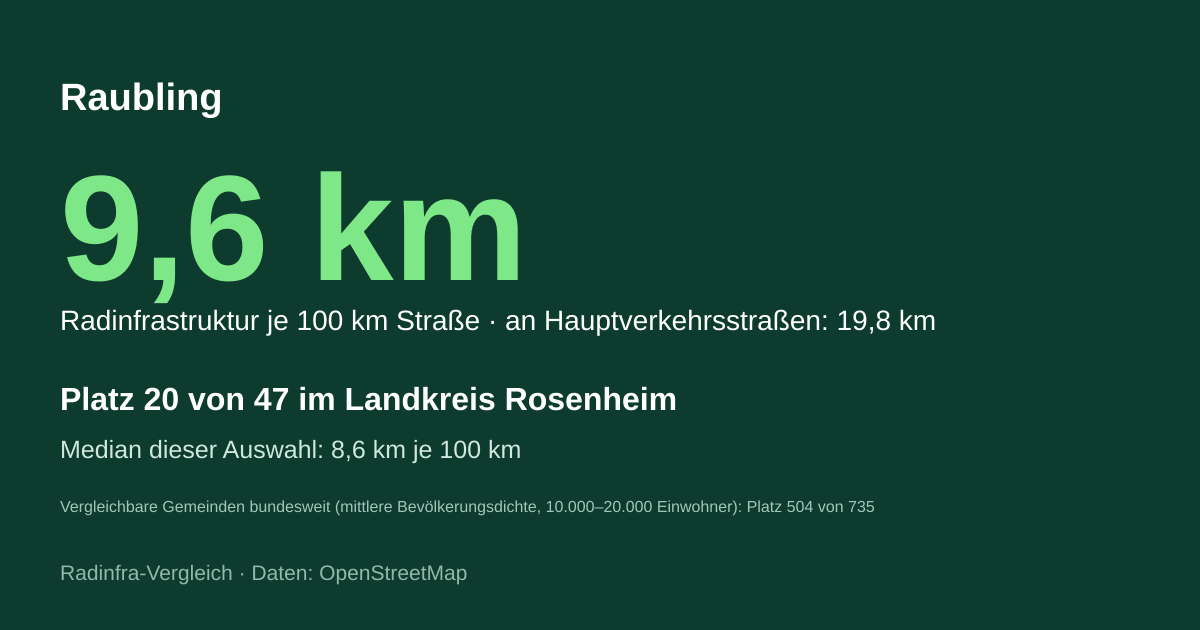 Raubling
9,6 km
Radinfrastruktur je 100 km Straße · an Hauptverkehrsstraßen: 19,8 km
Platz 20 von 47 im Landkreis Rosenheim
Median dieser Auswahl: 8,6 km je 100 km
Vergleichbare Gemeinden bundesweit (mittlere Bevölkerungsdichte, 10.000–20.000 Einwohner): Platz 504 von 735
Radinfra-Vergleich · Daten: OpenStreetMap